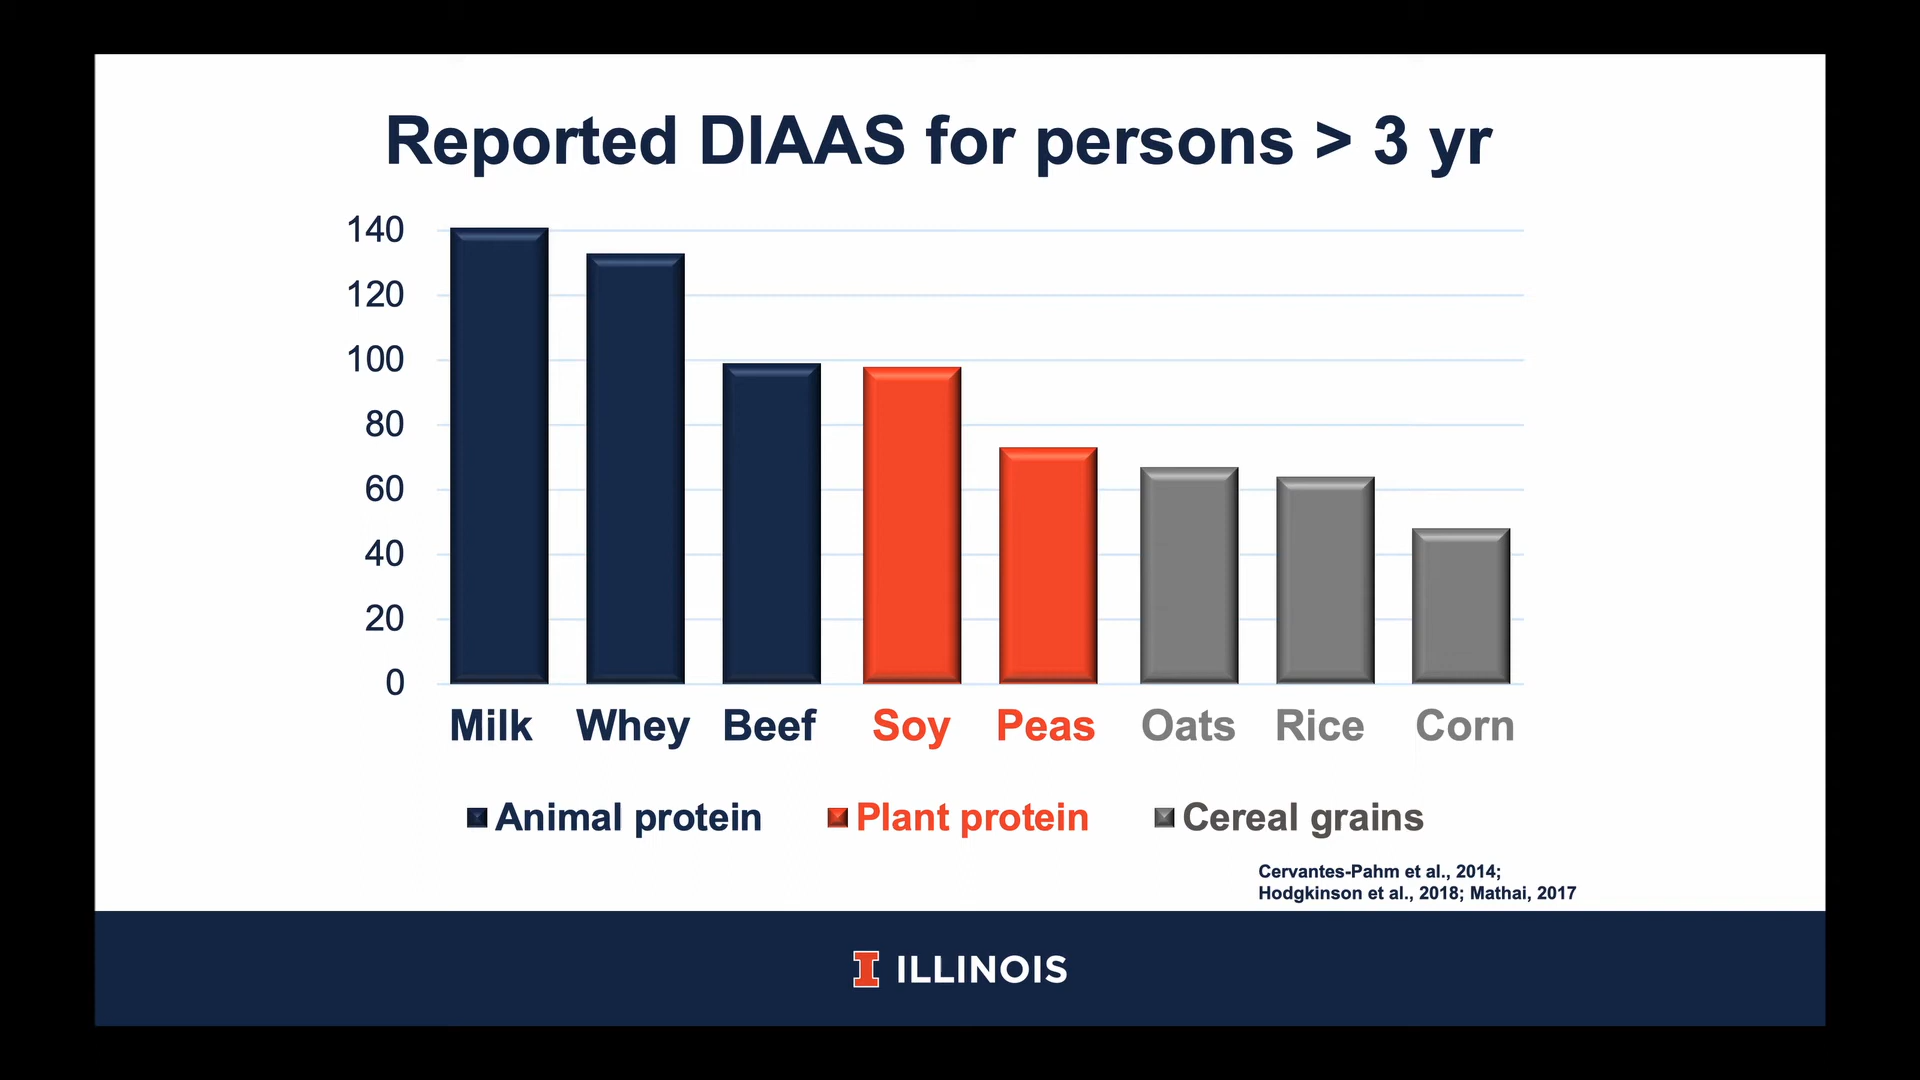 Reported DIAAS for persons > 3 yr
140
120
100
80
60
40
20
0
Milk Whey Beef Soy Peas Oats Rice Corn
Animal protein Plant protein Cereal grains
Cervantes-Pahm et al., 2014;
Hodgkinson et al., 2018; Mathai, 2017
I ILLINOIS